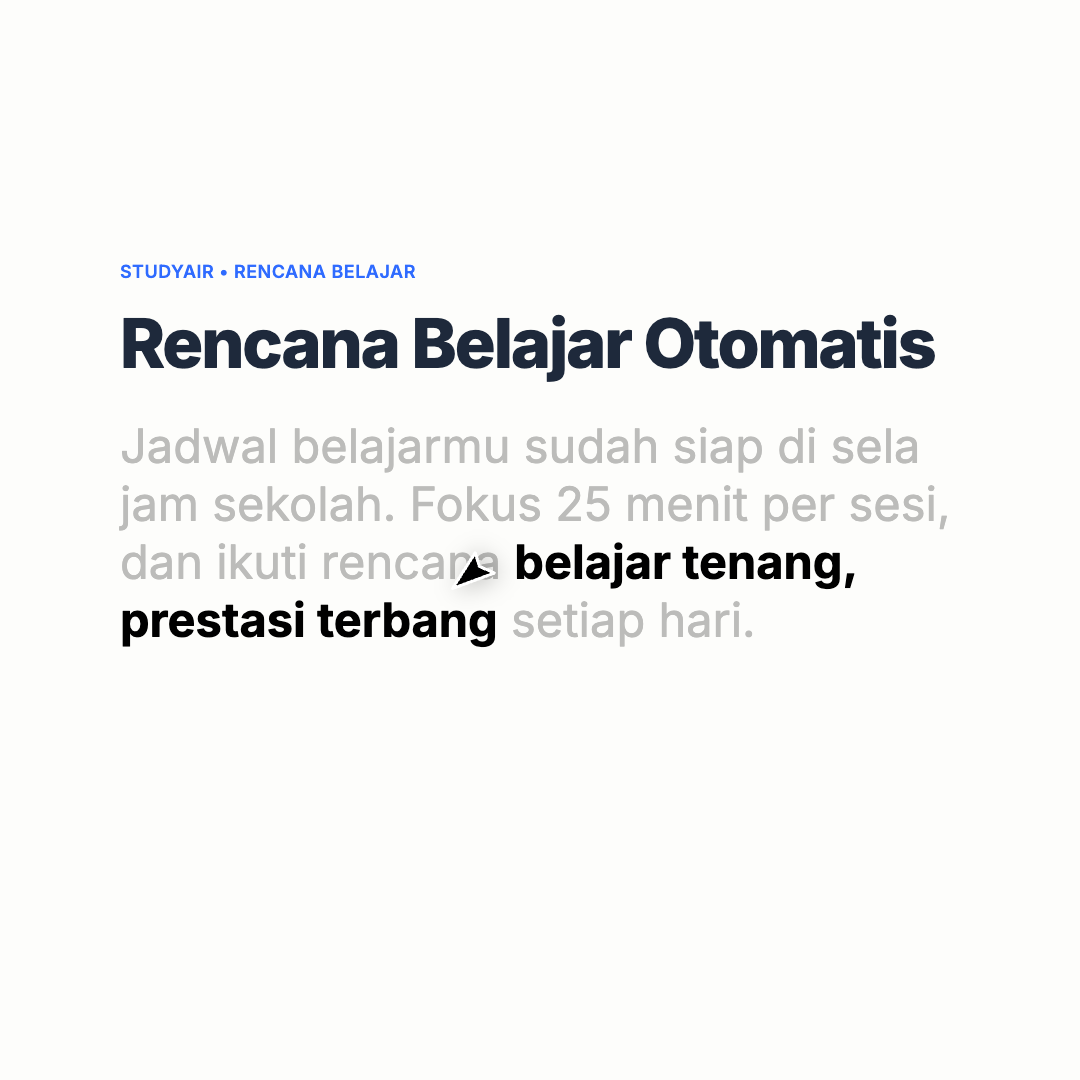 STUDYAIR • RENCANA BELAJAR
Rencana Belajar Otomatis
Jadwal belajarmu sudah siap di sela
jam sekolah. Fokus 25 menit per sesi,
dan ikuti rencana belajar tenang,
prestasi terbang setiap hari.